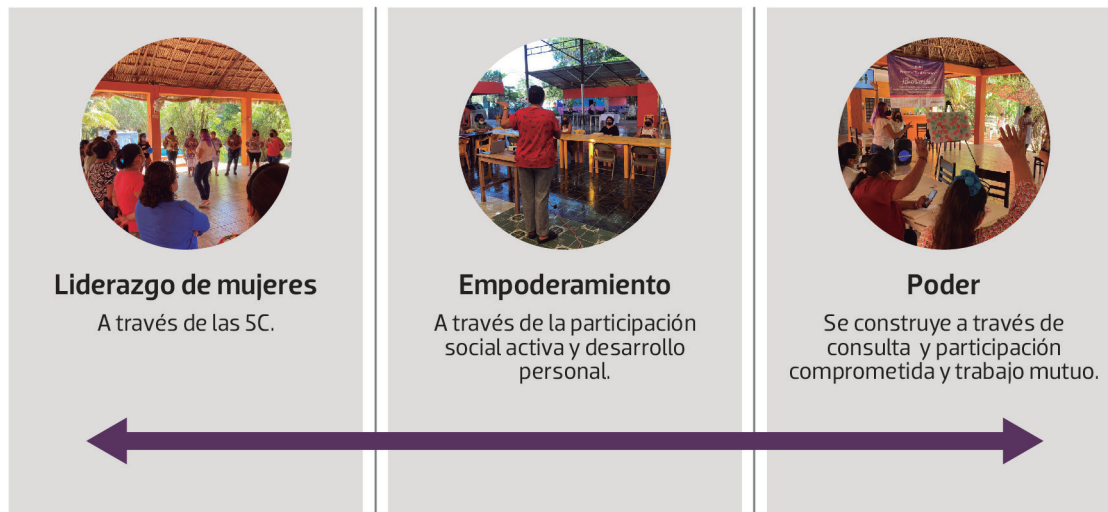 Liderazgo de mujeres
A través de las 5C.
Empoderamiento
A través de la participación
social activa y desarrollo
personal.
Poder
Se construye a través de
consulta y participación
comprometida y trabajo mutuo.